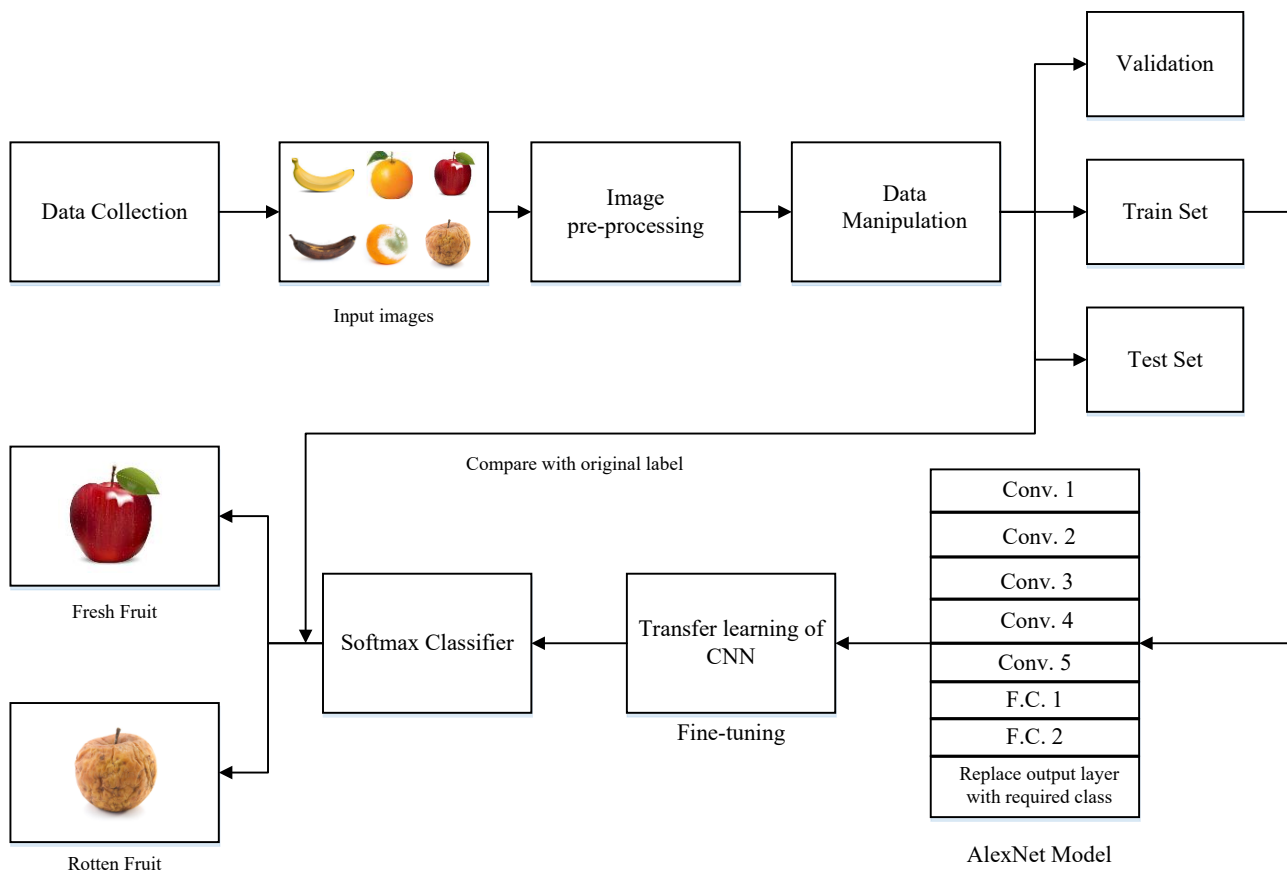 Validation
Data Collection
Image
pre-processing
Data
Manipulation
Train Set
Input images
Test Set
Compare with original label
Conv. 1
Conv. 2
Conv. 3
Conv. 4
Conv. 5
F.C. 1
F.C. 2
Replace output layer
with required class
AlexNet Model
Transfer learning of
CNN
Fine-tuning
Softmax Classifier
Fresh Fruit
Rotten Fruit